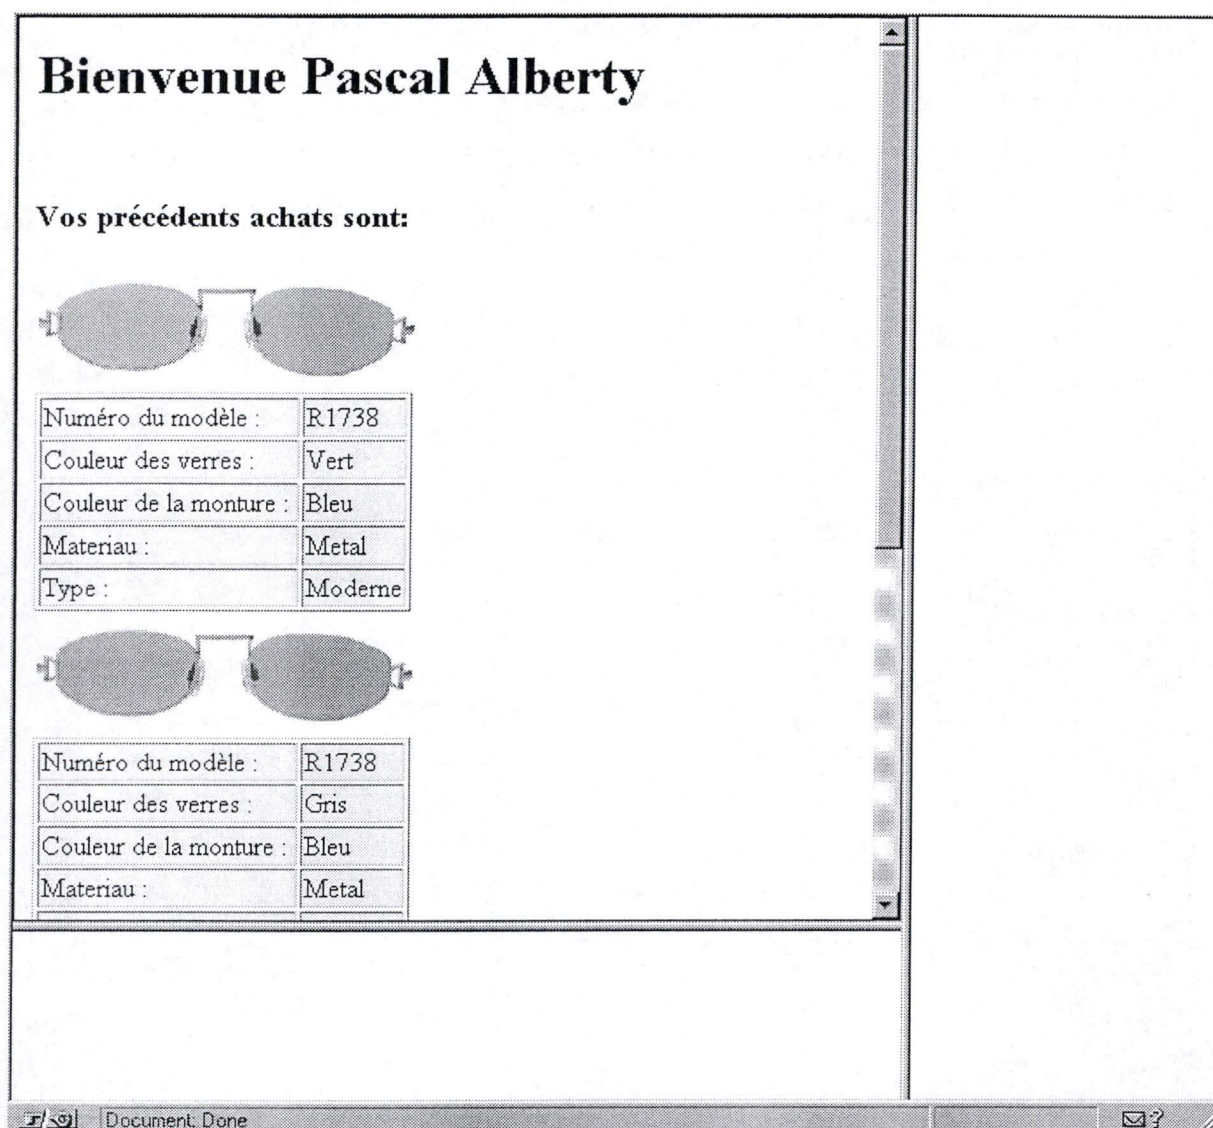 Bienvenue Pascal Alberty
Vos précédents achats sont:
Numéro du modèle : R1738
Couleur des verres : Vert
Couleur de la monture : Bleu
Materiau : Metal
Type : Moderne
Numéro du modèle : R1738
Couleur des verres : Gris
Couleur de la monture : Bleu
Materiau : Metal
Document: Done